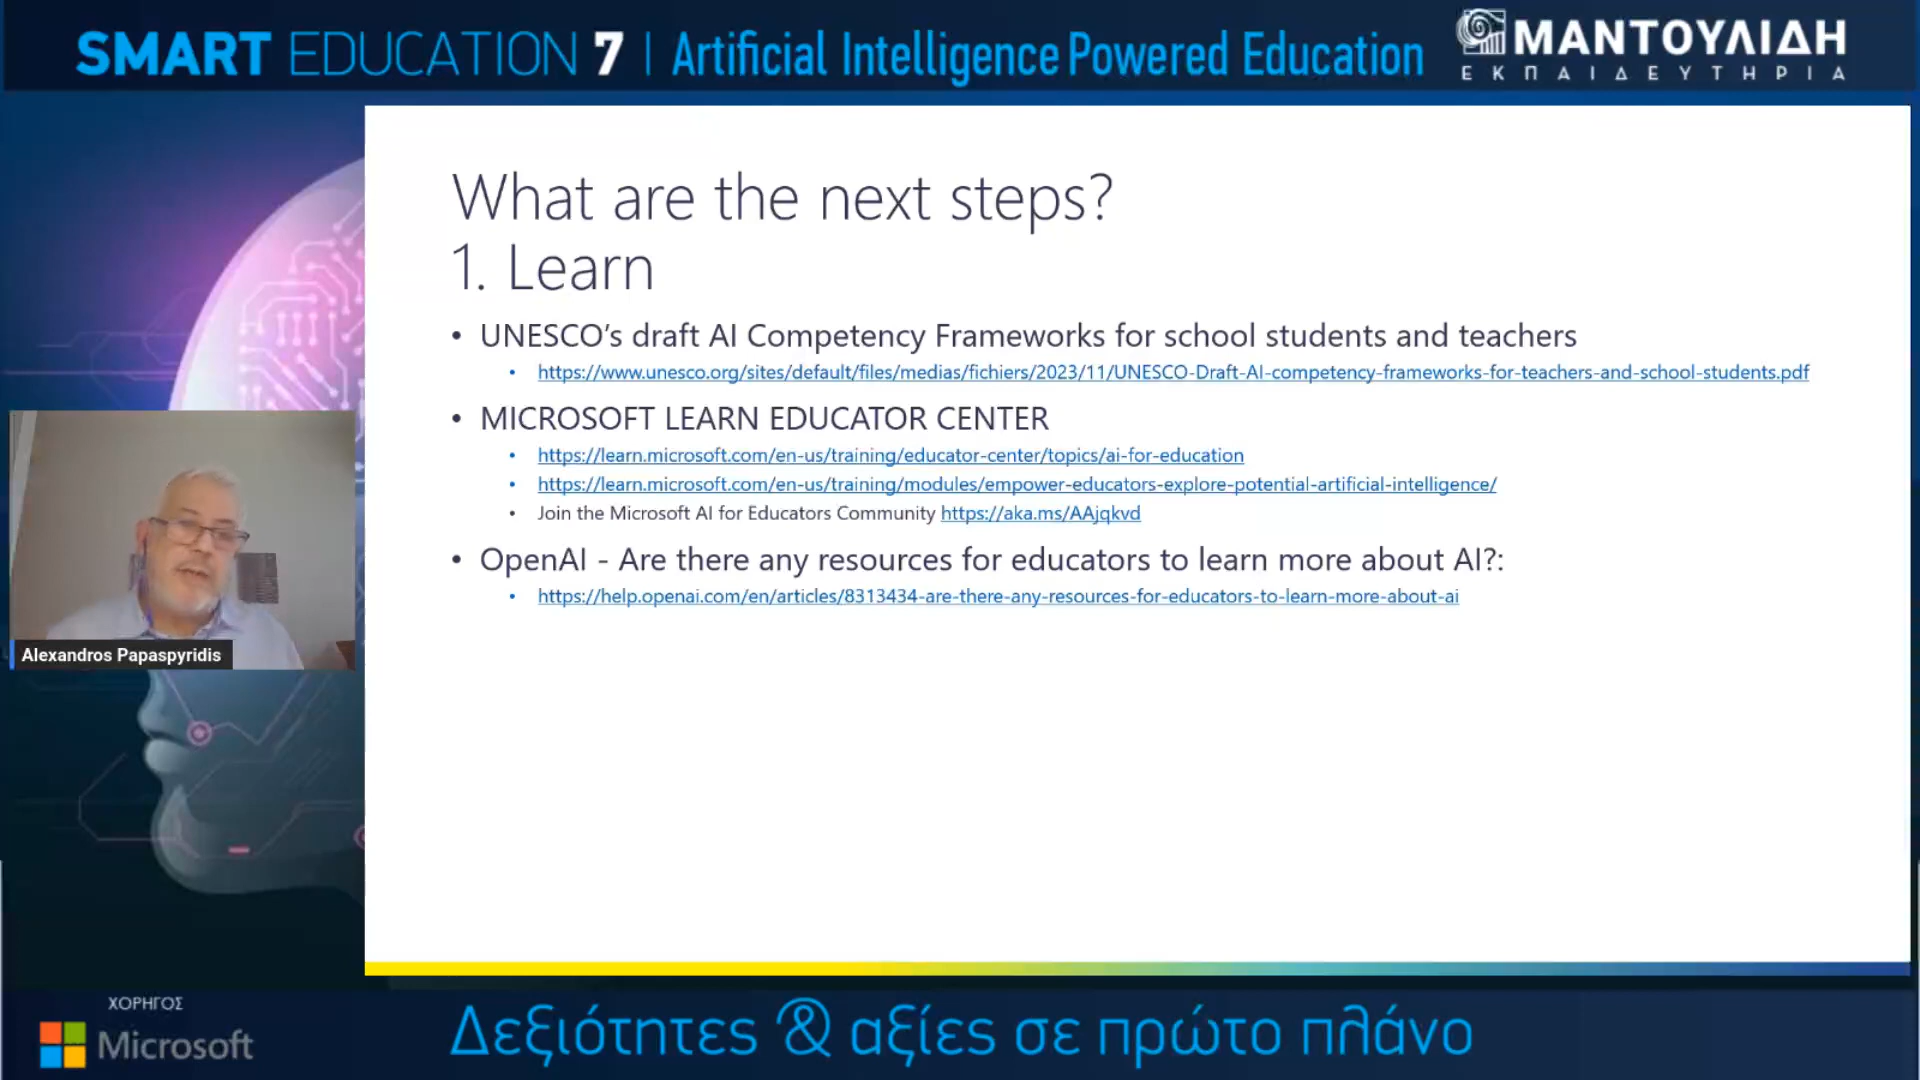 SMART EDUCATION 7 | Artificial Intelligence Powered Education
ΜΑΝΤΟΥΛΙΔΗ
ΕΚΠΑΙΔΕΥΤΗΡΙΑ
What are the next steps?
1. Learn
• UNESCO’s draft AI Competency Frameworks for school students and teachers
• https://www.unesco.org/sites/default/files/medias/fichiers/2023/11/UNESCO-Draft-AI-competency-frameworks-for-teachers-and-school-students.pdf
• MICROSOFT LEARN EDUCATOR CENTER
• https://learn.microsoft.com/en-us/training/educator-center/topics/ai-for-education
• https://learn.microsoft.com/en-us/training/modules/empower-educators-explore-potential-artificial-intelligence/
• Join the Microsoft AI for Educators Community https://aka.ms/AAjqkvd
• OpenAI - Are there any resources for educators to learn more about AI?:
• https://help.openai.com/en/articles/8313434-are-there-any-resources-for-educators-to-learn-more-about-ai
Alexandros Papaspyridis
ΧΟΡΗΓΟΣ
Microsoft
Δεξιότητες & αξίες σε πρώτο πλάνο